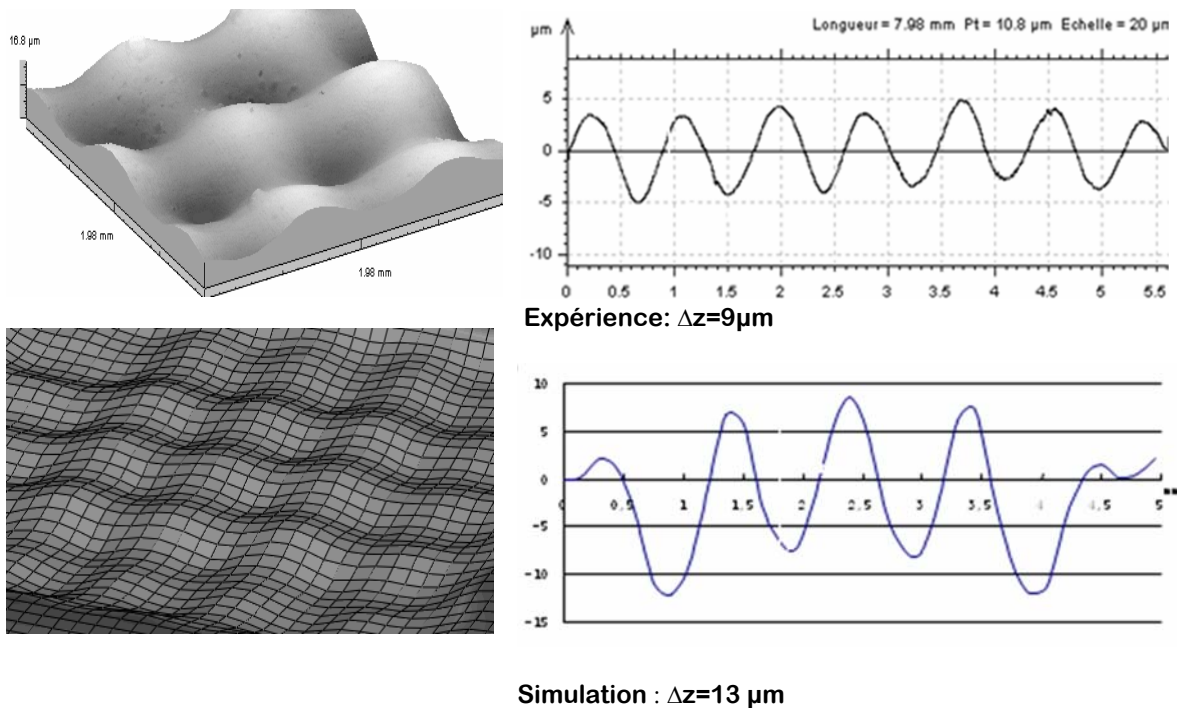 16.8 µm
1.98 mm
1.98 mm
µm
Longueur = 7.98 mm Pt = 10.8 µm Echelle = 20 µm
5
0
-5
-10
0 0.5 1 1.5 2 2.5 3 3.5 4 4.5 5 5.5
Expérience: ∆z=9µm
10
5
0
-5
-10
-15
0 0.5 1 1.5 2 2.5 3 3.5 4 4.5 5
Simulation : ∆z=13 µm